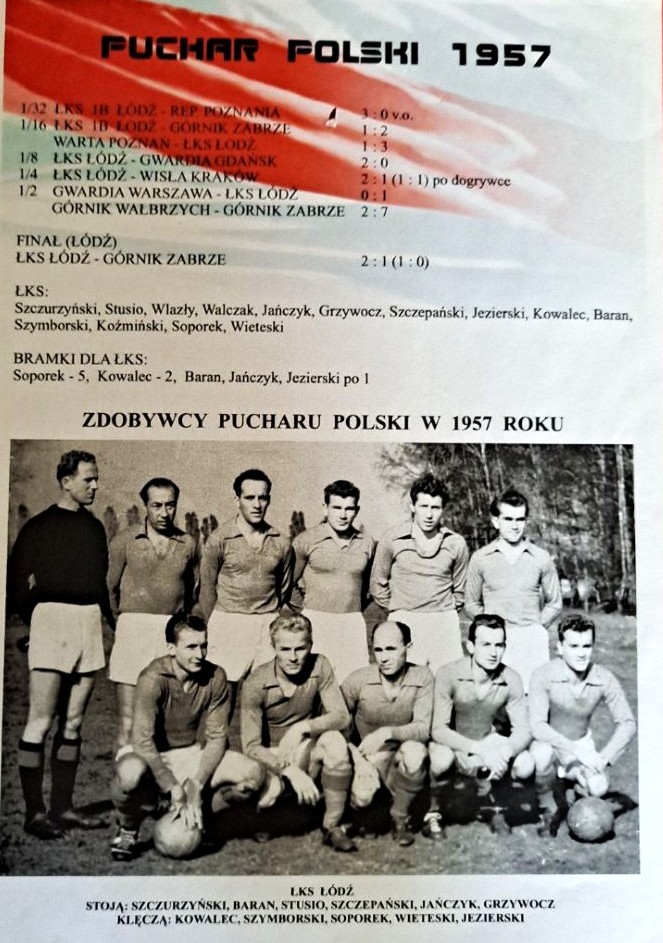 PUCHAR POLSKI 1957
1/32 ŁKS IB ŁÓDŹ - REP POZNANIA 3 : 0 v.o.
1/16 ŁKS IB ŁÓDŹ - GÓRNIK ZABRZE 1 : 2
WARTA POZNAŃ - ŁKS ŁÓDŹ 1 : 3
1/8 ŁKS ŁÓDŹ - GWARDIA GDAŃSK 2 : 0
1/4 ŁKS ŁÓDŹ - WISŁA KRAKÓW 2 : 1 (1 : 1) po dogrywce
1/2 GWARDIA WARSZAWA - ŁKS ŁÓDŹ 0 : 1
GÓRNIK WAŁBRZYCH - GÓRNIK ZABRZE 2 : 7
FINAŁ (ŁÓDŹ)
ŁKS ŁÓDŹ - GÓRNIK ZABRZE 2 : 1 (1 : 0)
ŁKS:
Szczurzyński, Stusio, Wlazły, Walczak, Jańczyk, Grzywocz, Szczepański, Jezierski, Kowalec, Baran,
Szymborski, Koźmiński, Soporek, Wieteski
BRAMKI DLA ŁKS:
Soporek - 5, Kowalec - 2, Baran, Jańczyk, Jezierski po 1
ZDOBYWCY PUCHARU POLSKI W 1957 ROKU
ŁKS ŁÓDŹ
STOJĄ: SZCZURZYŃSKI, BARAN, STUSIO, SZCZEPAŃSKI, JAŃCZYK, GRZYWOCZ
KLĘCZĄ: KOWALEC, SZYMBORSKI, SOPOREK, WIETESKI, JEZIERSKI